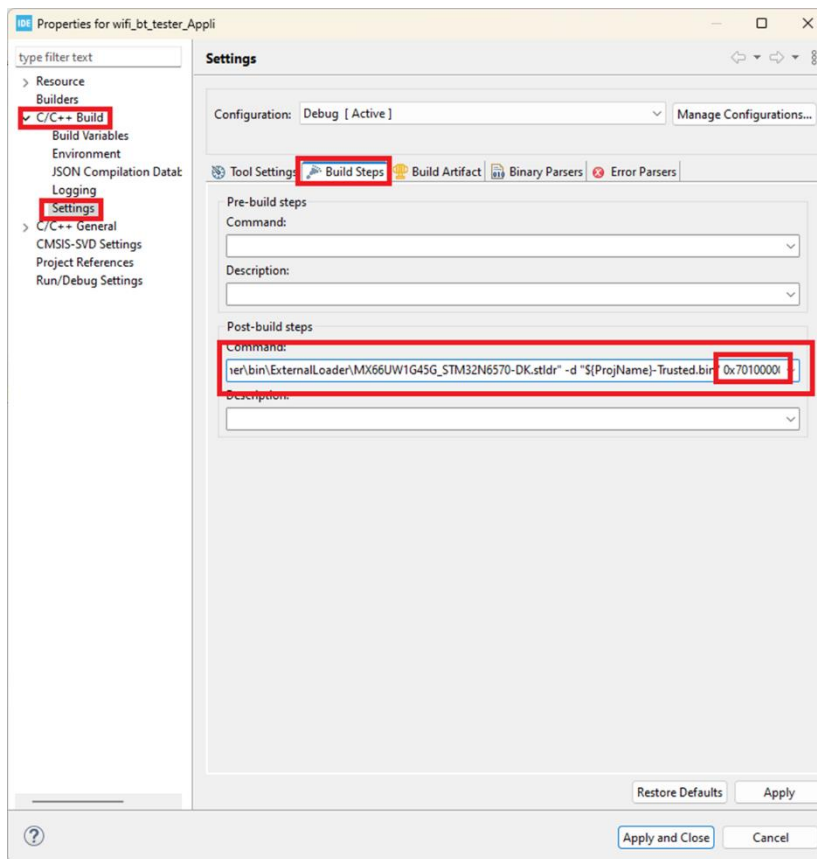 IDE Properties for wifi_bt_tester_Appli
type filter text
Settings
Resource
Builders
C/C++ Build
Build Variables
Environment
JSON Compilation Datab
Logging
Settings
C/C++ General
CMSIS-SVD Settings
Project References
Run/Debug Settings
Configuration: Debug [ Active ] Manage Configurations...
Tool Settings Build Steps Build Artifact Binary Parsers Error Parsers
Pre-build steps
Command:
Description:
Post-build steps
Command:
ner\bin\ExternalLoader\MX66UW1G45G_STM32N6570-DK.stldr" -d "${ProjName}-Trusted.bin" 0x7010000
Description:
Restore Defaults Apply
? Apply and Close Cancel